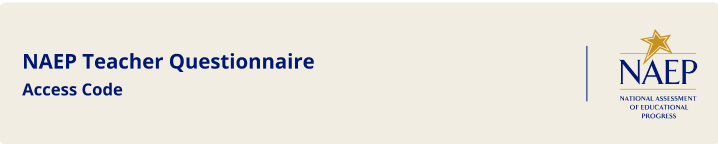 NAEP Teacher Questionnaire
Access Code
NAEP
NATIONAL ASSESSMENT
OF EDUCATIONAL
PROGRESS